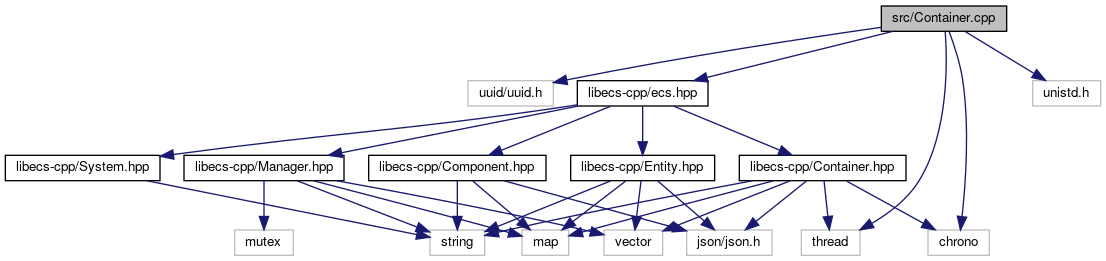 src/Container.cpp
uuid/uuid.h
libecs-cpp/ecs.hpp
unistd.h
libecs-cpp/System.hpp
libecs-cpp/Manager.hpp
libecs-cpp/Component.hpp
libecs-cpp/Entity.hpp
libecs-cpp/Container.hpp
mutex
string
map
vector
json/json.h
thread
chrono